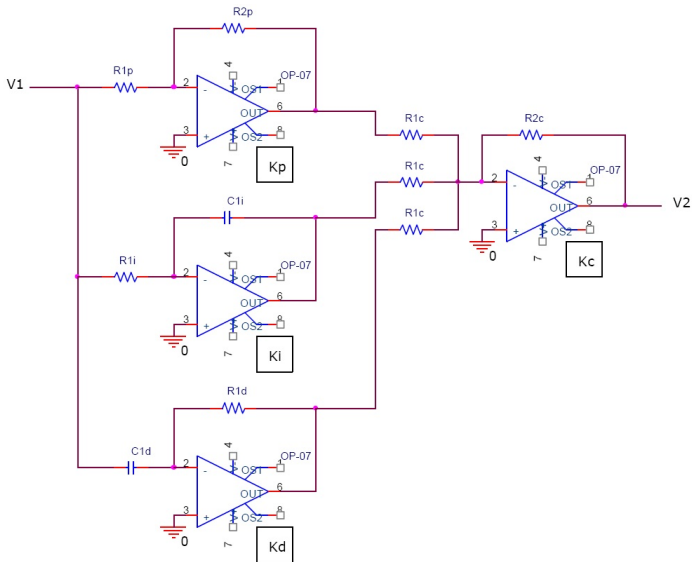 R2p
V1
R1p
2
-
4
V-
OS1
1
OP-07
OUT
6
3
+
V+
OS2
8
7
0
Kp
R1c
R2c
R1c
R1c
2
-
4
V-
OS1
1
OP-07
OUT
6
V2
3
+
V+
OS2
8
7
0
Kc
C1i
R1i
2
-
4
V-
OS1
1
OP-07
OUT
6
3
+
V+
OS2
8
7
0
Ki
R1d
C1d
2
-
4
V-
OS1
1
OP-07
OUT
6
3
+
V+
OS2
8
7
0
Kd